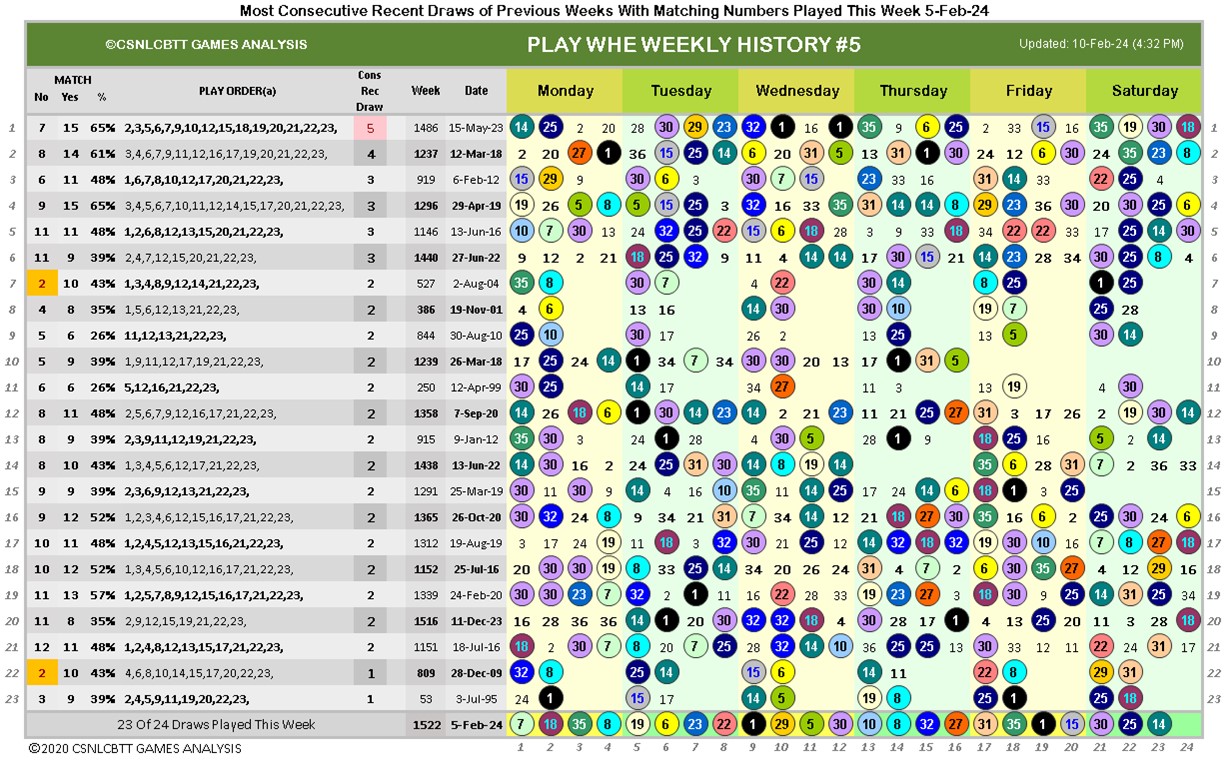 Most Consecutive Recent Draws of Previous Weeks With Matching Numbers Played This Week 5-Feb-24
©CSNLCBTT GAMES ANALYSIS PLAY WHE WEEKLY HISTORY #5 Updated: 10-Feb-24 (4:32 PM)
MATCH
No Yes % PLAY ORDER(a) Cons Rec Draw Week Date Monday Tuesday Wednesday Thursday Friday Saturday
1 7 15 65% 2,3,5,6,7,9,10,12,15,18,19,20,21,22,23, 5 1486 15-May-23 14 25 2 20 28 30 29 23 32 1 16 1 35 9 6 25 2 33 15 16 35 19 30 18 1
2 14 61% 3,4,6,7,9,11,12,16,17,19,20,21,22,23, 4 1237 12-Mar-18 2 20 27 1 36 15 25 14 6 20 31 5 13 31 1 30 24 12 6 30 24 35 23 8 2
3 6 11 48% 1,6,7,8,10,12,17,20,21,22,23, 3 919 6-Feb-12 15 29 9 30 6 3 30 7 15 23 33 16 31 14 33 22 25 4 3
4 9 15 65% 3,4,5,6,7,10,11,12,14,15,17,20,21,22,23, 3 1296 29-Apr-19 19 26 5 8 5 15 25 3 32 16 33 35 31 14 14 8 29 23 36 30 20 30 25 6 4
5 11 11 48% 1,2,6,8,12,13,15,20,21,22,23, 3 1146 13-Jun-16 10 7 30 13 24 32 25 22 15 6 18 28 3 9 33 18 34 22 22 33 17 25 14 30 5
6 11 9 39% 2,4,7,12,15,20,21,22,23, 3 1440 27-Jun-22 9 12 2 21 18 25 32 9 11 4 14 14 17 30 15 21 14 23 28 34 30 25 8 4 6
7 2 10 43% 1,3,4,8,9,12,14,21,22,23, 2 527 2-Aug-04 35 8 30 7 4 22 30 14 8 25 1 25 7
8 4 35% 1,5,6,12,13,21,22,23, 2 386 19-Nov-01 4 6 13 16 14 30 30 10 19 7 25 28 8
9 5 6 26% 11,12,13,21,22,23, 2 844 30-Aug-10 25 10 30 17 26 2 13 25 13 5 30 14 9
10 5 9 39% 1,9,11,12,17,19,21,22,23, 2 1239 26-Mar-18 17 25 24 14 1 34 7 34 30 30 20 13 17 1 31 5 10
11 6 6 26% 5,12,16,21,22,23, 2 250 12-Apr-99 30 25 14 17 34 27 11 3 13 19 4 30 11
12 8 11 48% 2,5,6,7,9,12,16,17,21,22,23, 2 1358 7-Sep-20 14 26 18 6 1 30 14 23 14 2 21 23 11 21 25 27 31 3 17 26 2 19 30 14 12
13 8 9 39% 2,3,9,11,12,19,21,22,23, 2 915 9-Jan-12 35 30 3 24 1 28 4 30 5 28 1 9 18 25 16 5 2 14 13
14 8 10 43% 1,3,4,5,6,12,17,21,22,23, 2 1438 13-Jun-22 14 30 16 2 24 25 31 30 14 8 19 14 35 6 28 31 7 2 36 33 14
15 9 9 39% 2,3,6,9,12,13,21,22,23, 2 1291 25-Mar-19 30 11 30 9 14 4 16 10 35 11 14 25 17 24 14 6 18 1 3 25 15
16 9 12 52% 1,2,3,4,6,12,15,16,17,21,22,23, 2 1365 26-Oct-20 30 32 24 8 9 34 16 31 7 34 14 12 21 18 27 30 35 16 6 2 25 30 24 6 16
17 10 11 48% 1,2,4,5,12,13,15,16,21,22,23, 2 1312 19-Aug-19 3 17 24 19 11 18 3 32 30 21 25 12 14 32 18 32 19 30 10 16 7 8 27 18 17
18 10 12 52% 1,3,4,5,6,10,12,16,17,21,22,23, 2 1152 25-Jul-16 20 30 30 19 8 33 25 14 34 20 26 24 31 4 7 2 6 30 35 27 4 12 29 16 18
19 11 13 57% 1,2,5,7,8,9,12,15,16,17,21,22,23, 2 1339 24-Feb-20 30 30 23 7 32 2 1 11 16 22 28 33 19 23 27 3 18 30 9 25 14 31 25 34 19
20 11 8 35% 2,9,12,15,19,21,22,23, 2 1516 11-Dec-23 16 28 36 36 14 1 20 30 32 32 18 4 30 28 17 1 4 13 25 20 11 3 28 18 20
21 12 11 48% 1,2,4,8,12,13,15,17,21,22,23, 2 1151 18-Jul-16 18 2 30 7 8 20 7 25 28 32 14 10 35 25 25 13 31 33 12 11 22 24 31 17 21
22 2 10 43% 4,6,8,10,14,15,17,20,22,23, 1 809 28-Dec-09 32 8 25 14 15 6 14 11 22 8 29 31 22
23 9 39% 2,4,5,9,11,19,20,22,23, 1 53 3-Jul-95 24 1 15 17 14 5 19 8 25 1 25 18 23
23 Of 24 Draws Played This Week 1522 5-Feb-24 7 18 35 8 19 6 23 22 1 29 5 30 10 8 32 27 31 35 1 15 30 25 14
©2020 CSNLCBTT GAMES ANALYSIS 1 2 3 4 5 6 7 8 9 10 11 12 13 14 15 16 17 18 19 20 21 22 23 24